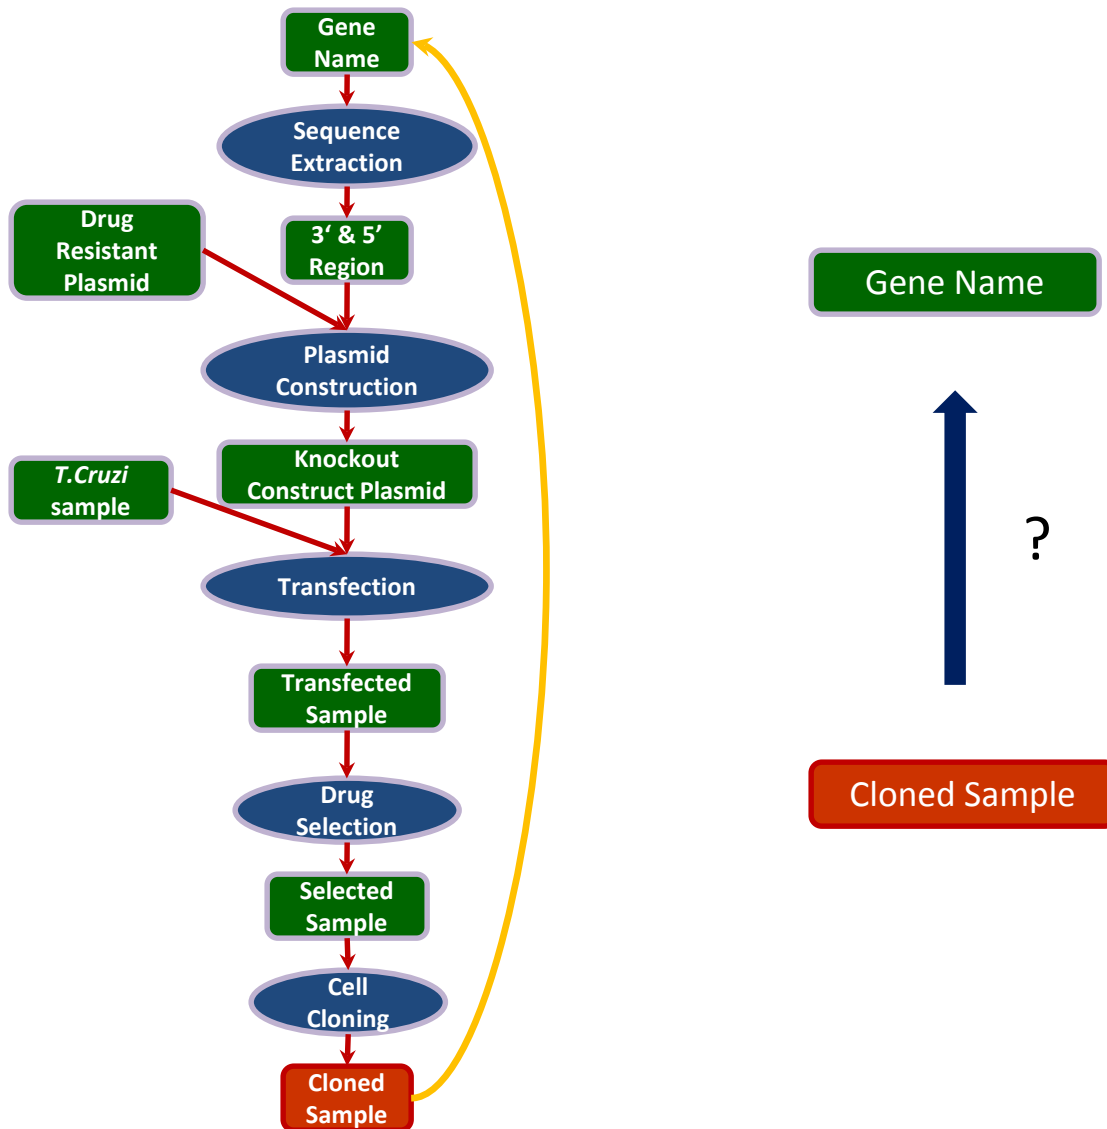 Gene
Name
Sequence
Extraction
Drug
Resistant
Plasmid
3‘ & 5’
Region
Plasmid
Construction
T.Cruzi
sample
Knockout
Construct Plasmid
Transfection
Transfected
Sample
Drug
Selection
Selected
Sample
Cell
Cloning
Cloned
Sample
Gene Name
?
Cloned Sample